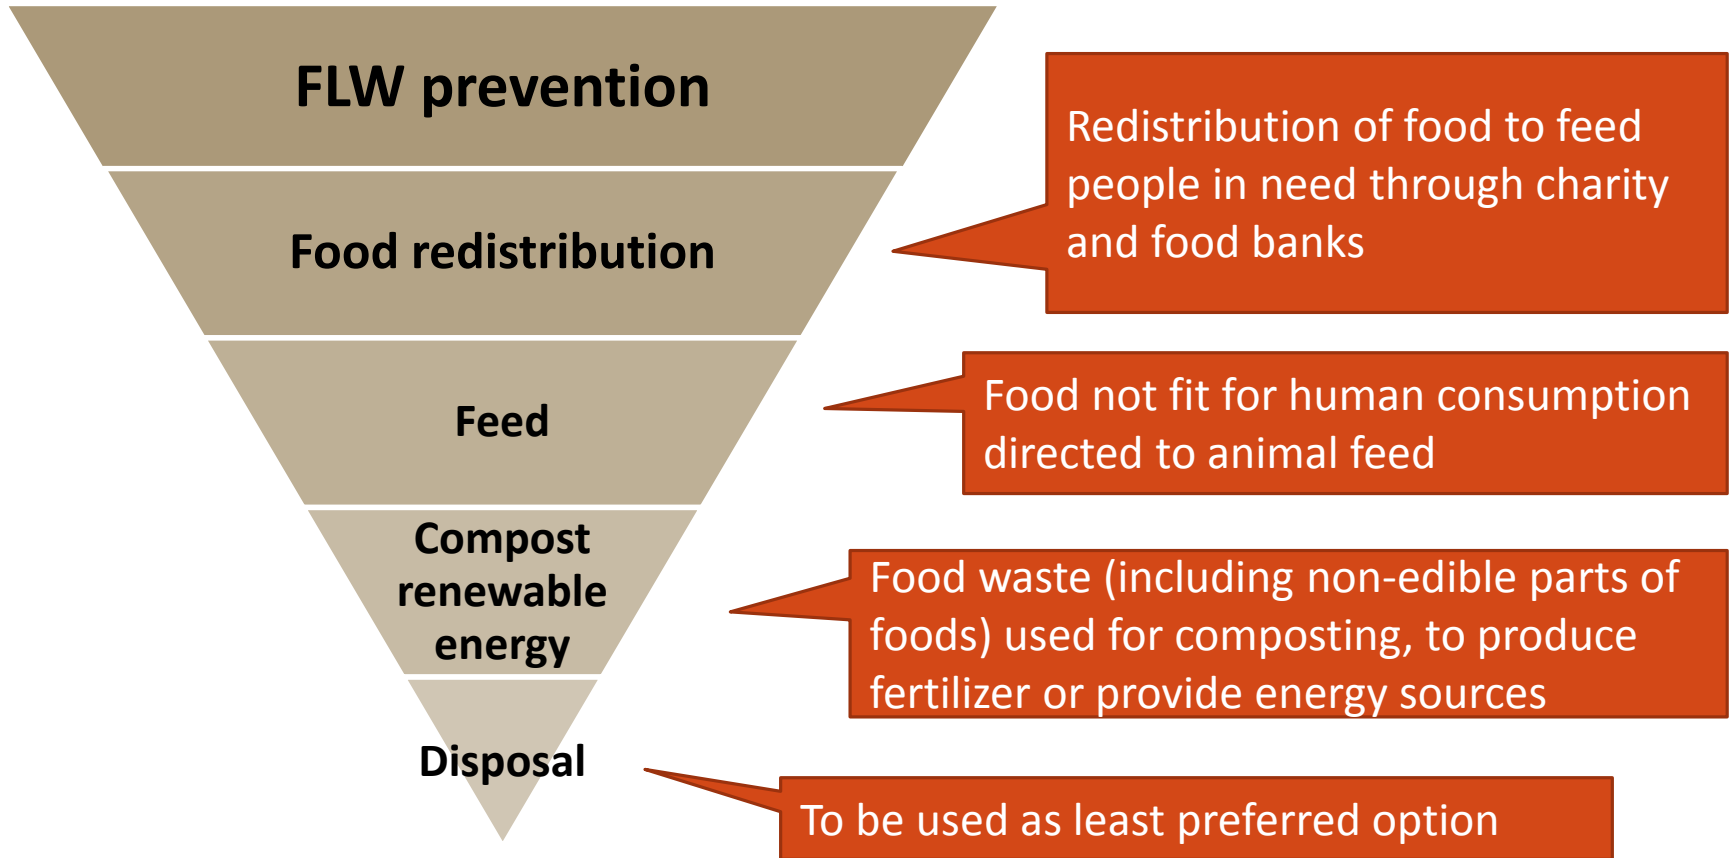 FLW prevention
Redistribution of food to feed
people in need through charity
and food banks
Food redistribution
Food not fit for human consumption
directed to animal feed
Feed
Compost
renewable
energy
Food waste (including non-edible parts of
foods) used for composting, to produce
fertilizer or provide energy sources
Disposal
To be used as least preferred option